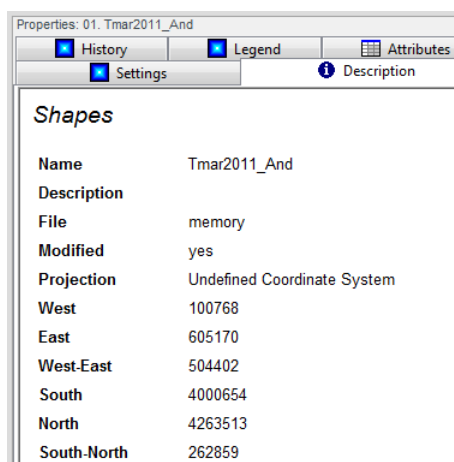 Properties: 01. Tmar2011_And
History Legend Attributes
Settings Description
Shapes
Name Tmar2011_And
Description
File memory
Modified yes
Projection Undefined Coordinate System
West 100768
East 605170
West-East 504402
South 4000654
North 4263513
South-North 262859